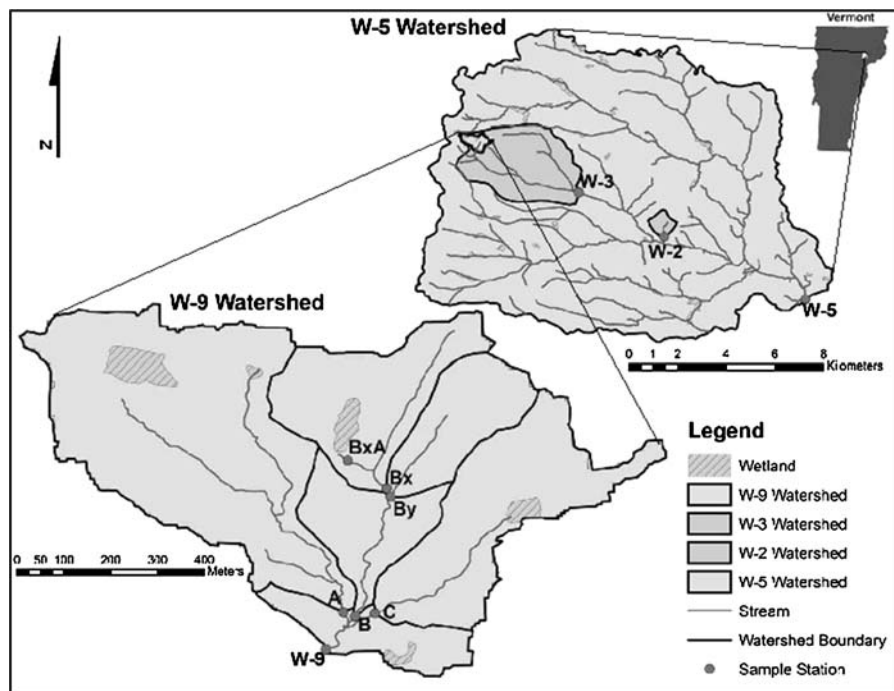 Vermont
W-5 Watershed
N
W-3
W-2
W-5
0 1 2 4 6 8
Kiometers
W-9 Watershed
BxA
Bx
By
A
B
C
W-9
0 50 100 200 300 400
Meters
Legend
Wetland
W-9 Watershed
W-3 Watershed
W-2 Watershed
W-5 Watershed
Stream
Watershed Boundary
Sample Station